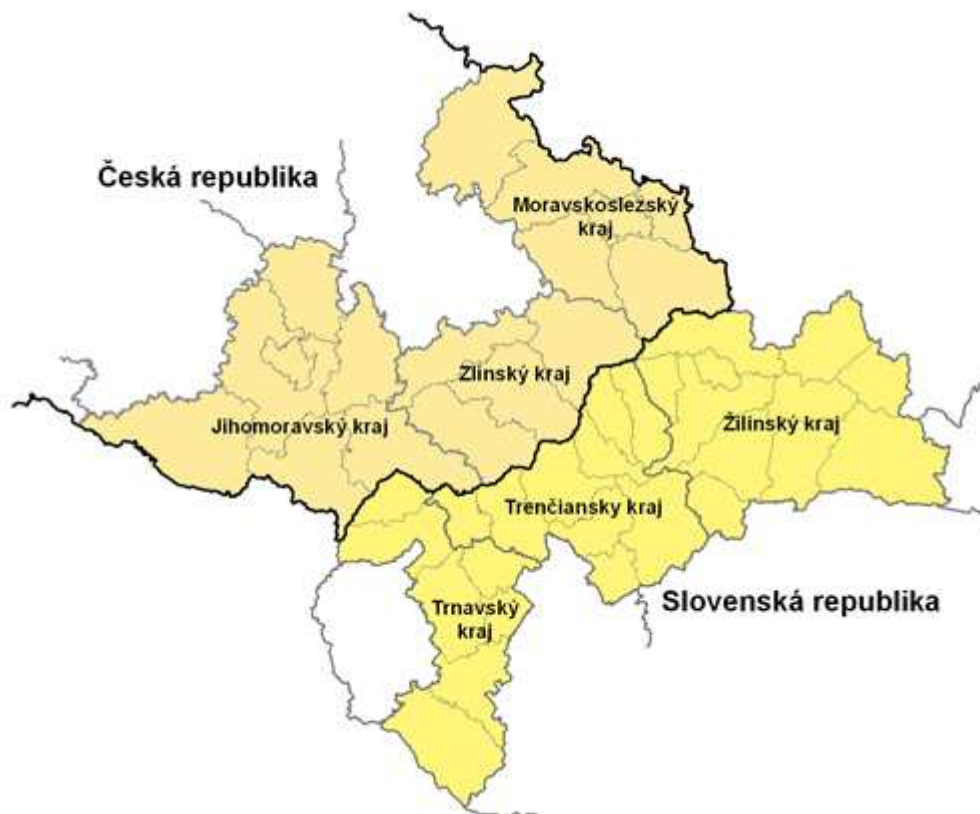 Česká republika
Moravskoslezský
kraj
Zlínský kraj
Jihomoravský kraj
Žilinský kraj
Trenčiansky kraj
Trnavský
kraj
Slovenská republika